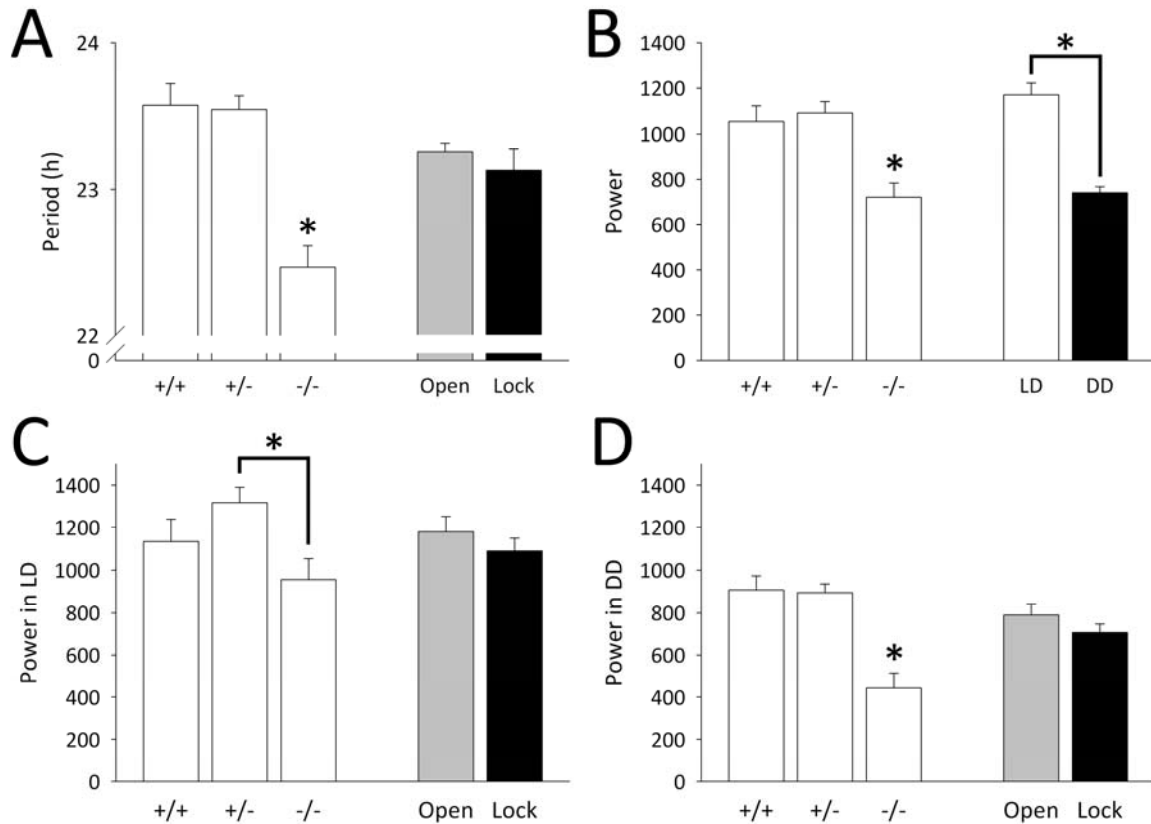 A
24
23
22
0
Period (h)
*
+/+ +/- -/- Open Lock
B
1400
1200
1000
800
600
400
200
0
Power
*
*
+/+ +/- -/- LD DD
C
1400
1200
1000
800
600
400
200
0
Power in LD
*
+/+ +/- -/- Open Lock
D
1400
1200
1000
800
600
400
200
0
Power in DD
*
+/+ +/- -/- Open Lock